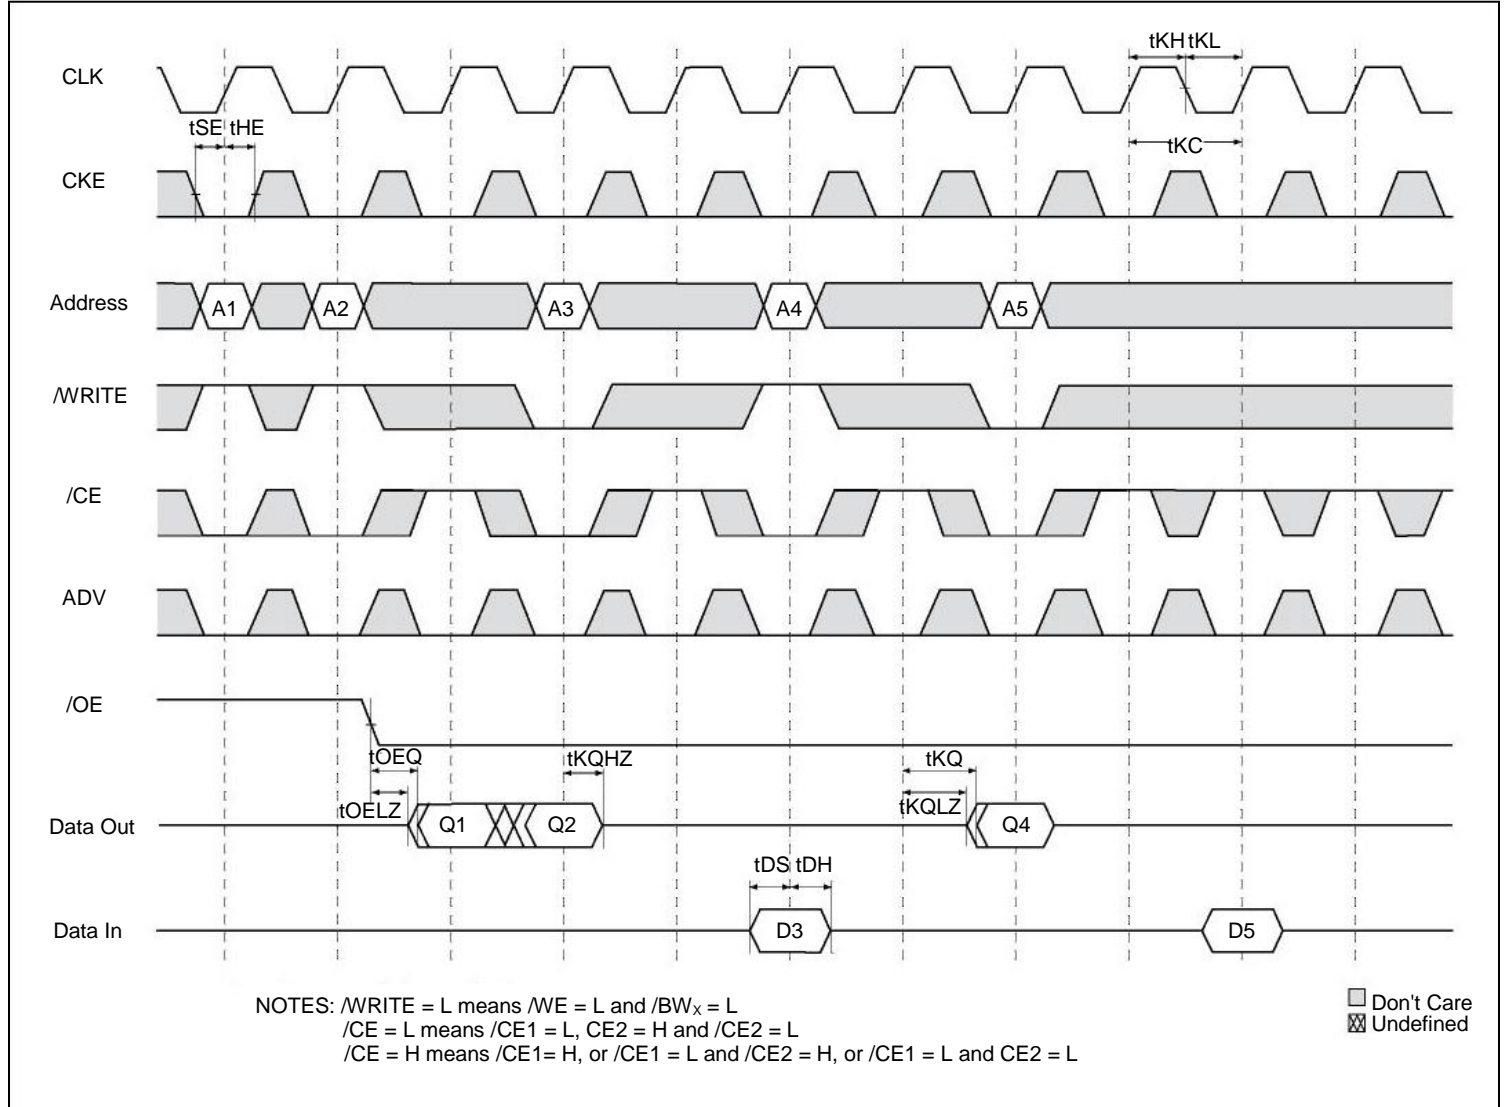 tKH tKL
CLK
tSE tHE
tKC
CKE
Address A1 A2 A3 A4 A5
/WRITE
/CE
ADV
/OE
tOEQ tKQHZ tKQ
tOELZ tKQLZ
Data Out Q1 Q2 Q4
tDS tDH
Data In D3 D5
NOTES: /WRITE = L means /WE = L and /BWX = L
/CE = L means /CE1 = L, CE2 = H and /CE2 = L
/CE = H means /CE1= H, or /CE1 = L and /CE2 = H, or /CE1 = L and CE2 = L
Don't Care
Undefined